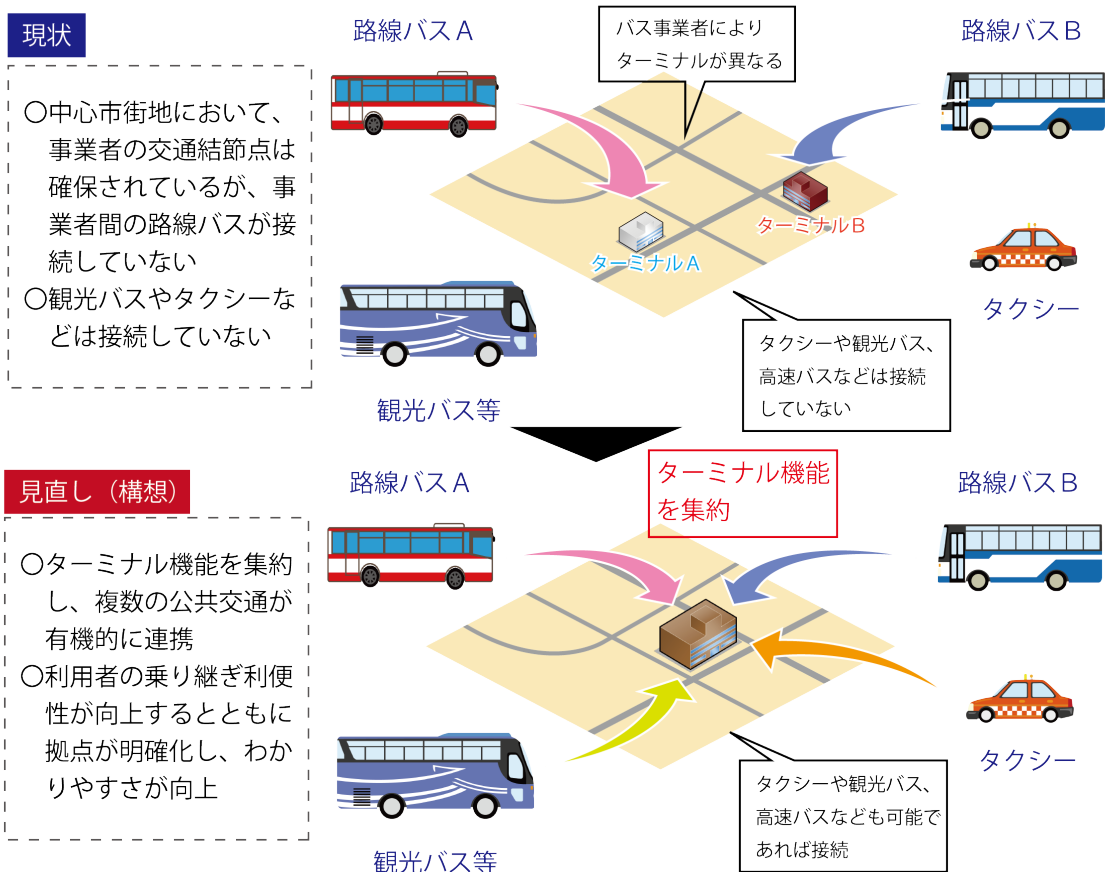 現状
〇中心市街地において、
事業者の交通結節点は
確保されているが、事
業者間の路線バスが接
続していない
〇観光バスやタクシーな
どは接続していない
路線バスA
バス事業者により
ターミナルが異なる
路線バスB
ターミナルA
ターミナルB
タクシー
観光バス等
タクシーや観光バス、
高速バスなどは接続
していない
見直し（構想）
〇ターミナル機能を集約
し、複数の公共交通が
有機的に連携
〇利用者の乗り継ぎ利便
性が向上するとともに
拠点が明確化し、わか
りやすさが向上
路線バスA
ターミナル機能
を集約
路線バスB
タクシー
観光バス等
タクシーや観光バス、
高速バスなども可能で
あれば接続